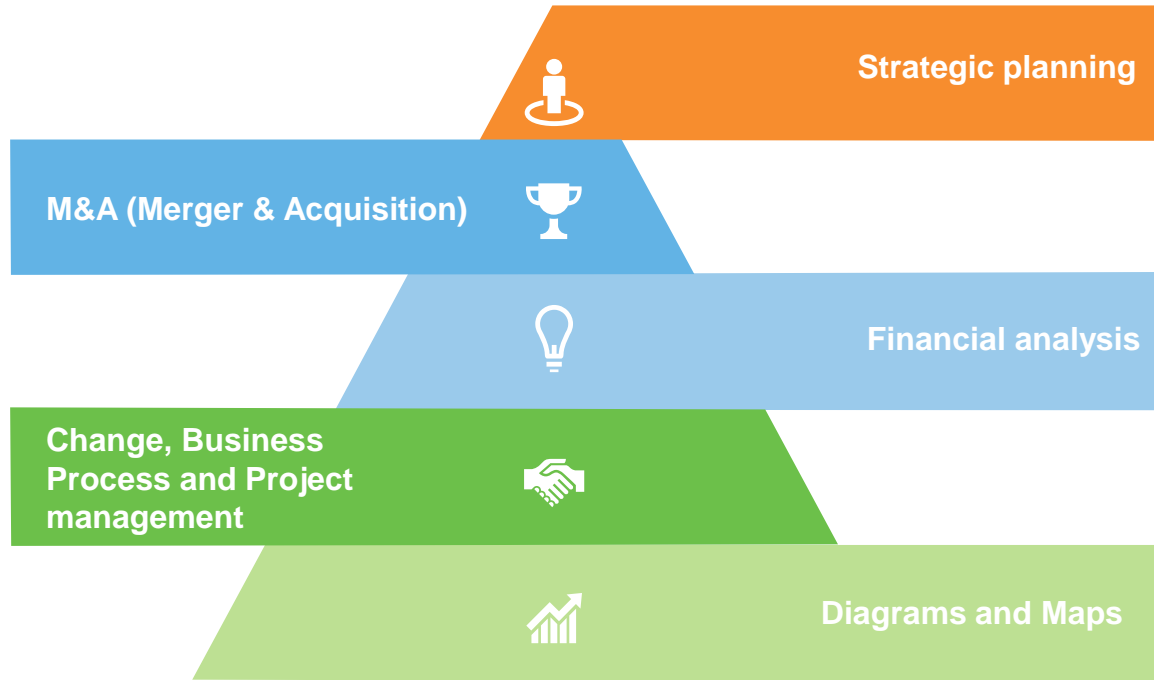 Strategic planning
M&A (Merger & Acquisition)
Financial analysis
Change, Business
Process and Project
management
Diagrams and Maps